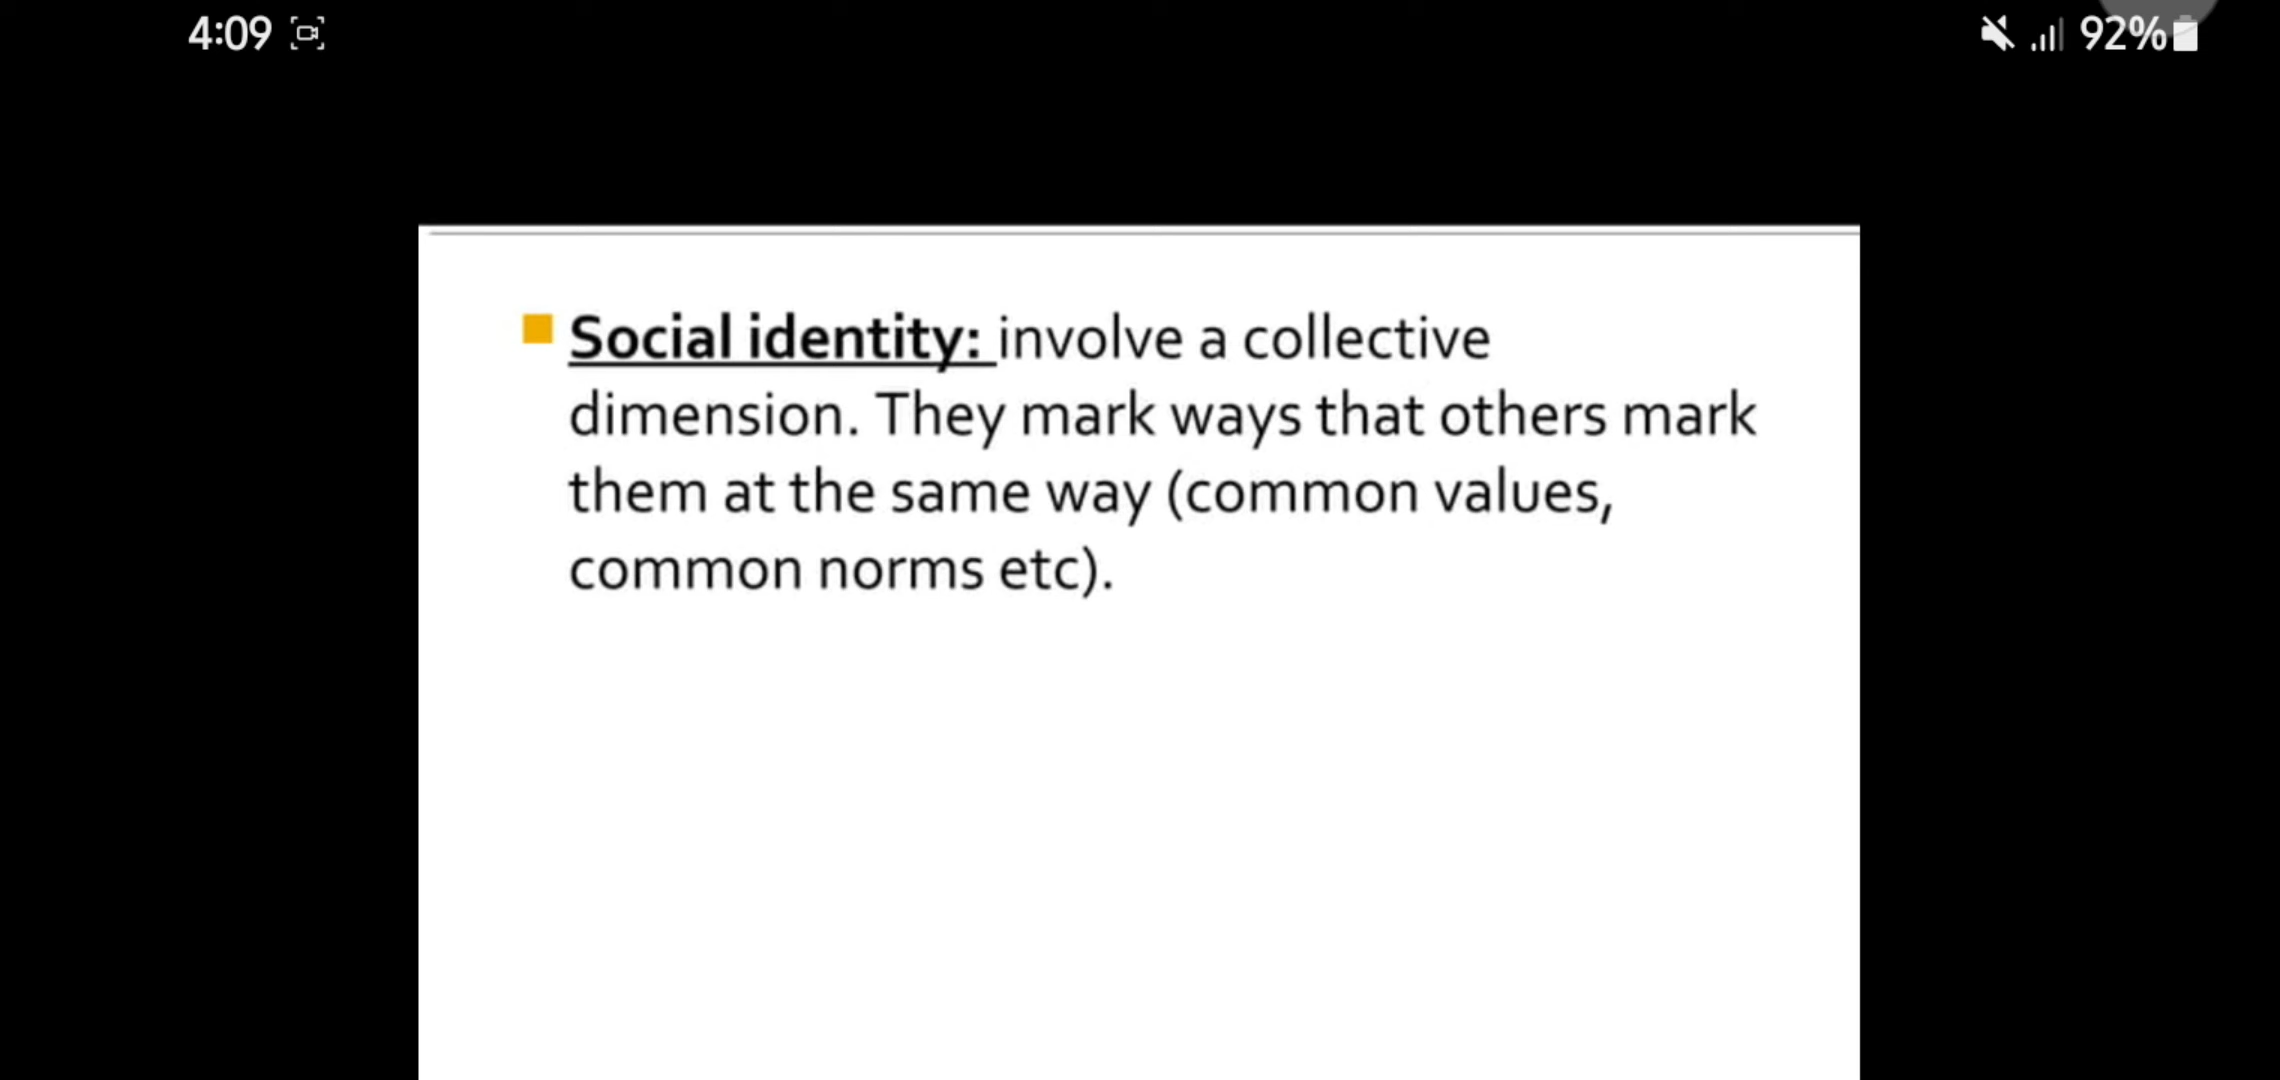 4:09 92%
Social identity: involve a collective
dimension. They mark ways that others mark
them at the same way (common values,
common norms etc).